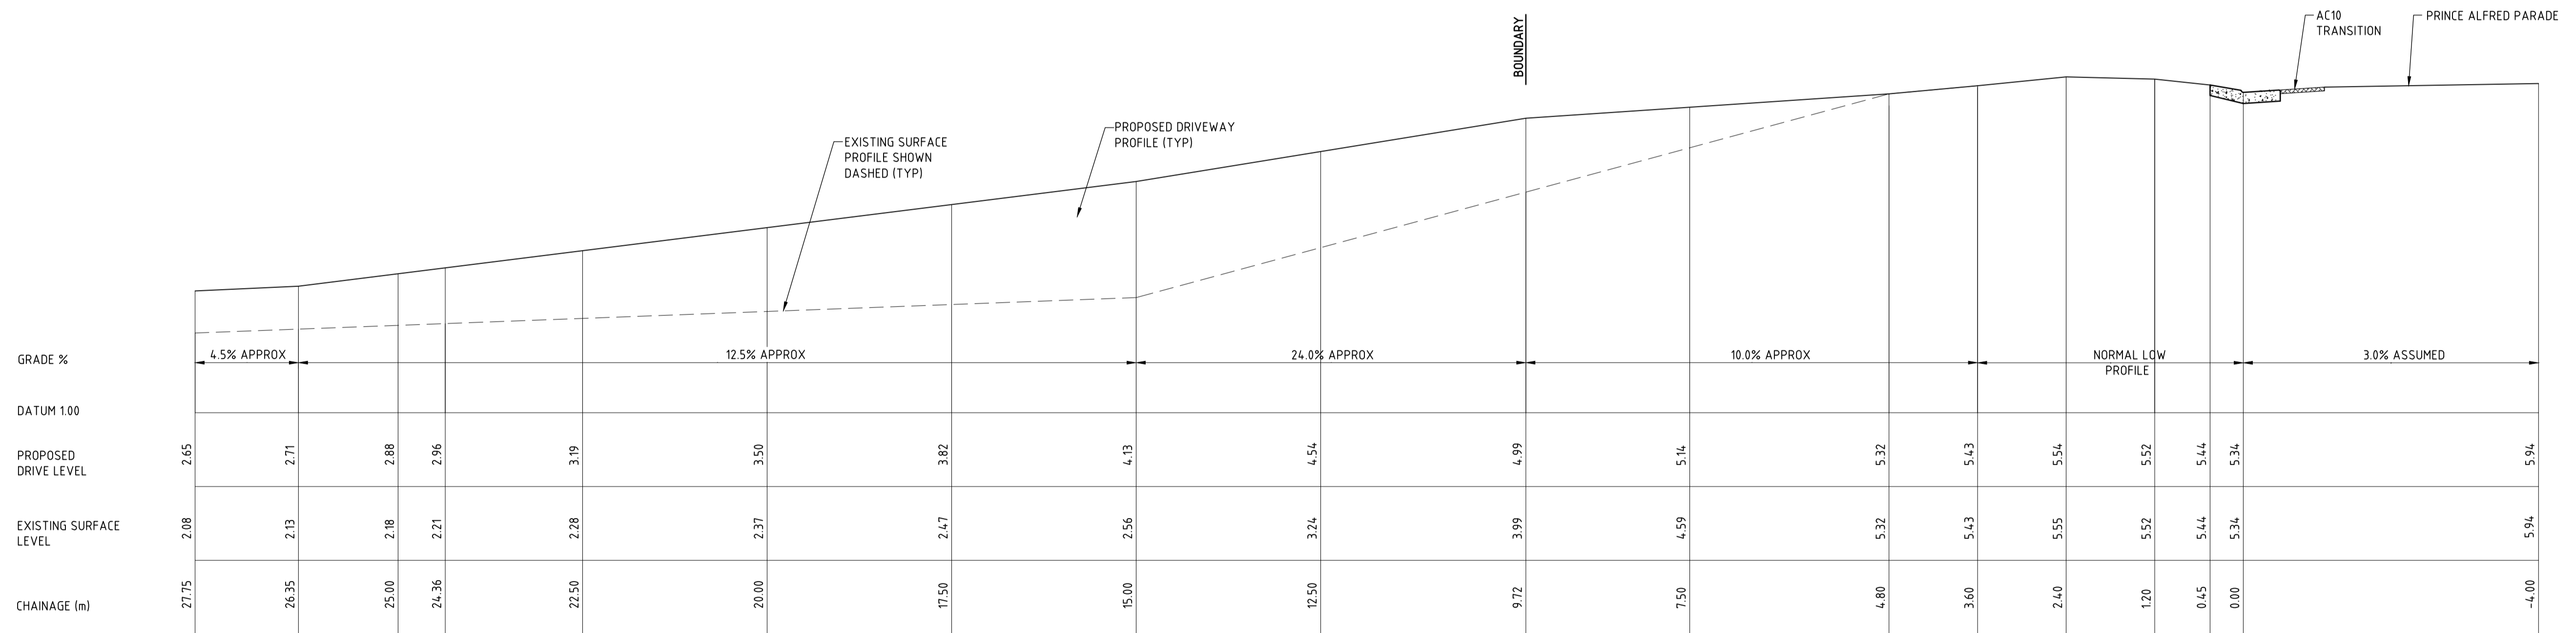 BOUNDARY
AC10
TRANSITION
PRINCE ALFRED PARADE
EXISTING SURFACE
PROFILE SHOWN
DASHED (TYP)
PROPOSED DRIVEWAY
PROFILE (TYP)
GRADE %
4.5% APPROX
12.5% APPROX
24.0% APPROX
10.0% APPROX
NORMAL LOW
PROFILE
3.0% ASSUMED
DATUM 1.00
PROPOSED
DRIVE LEVEL
2.65 2.71 2.88 2.96 3.19 3.50 3.82 4.13 4.54 4.99 5.14 5.32 5.43 5.54 5.52 5.44 5.34 5.94
EXISTING SURFACE
LEVEL
2.08 2.13 2.18 2.21 2.28 2.37 2.47 2.56 3.24 3.99 4.59 5.32 5.43 5.55 5.52 5.44 5.34 5.94
CHAINAGE (m)
27.75 26.35 25.00 24.36 22.50 20.00 17.50 15.00 12.50 9.72 7.50 4.80 3.60 2.40 1.20 0.45 0.00 -4.00